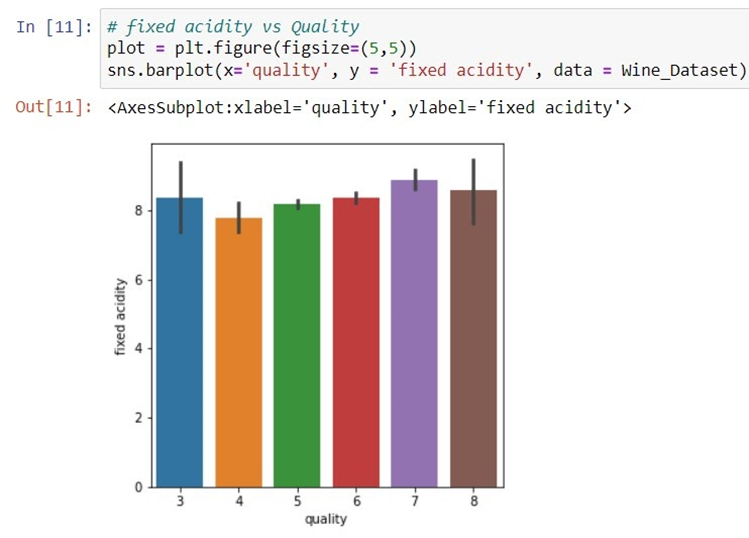 In [11]: # fixed acidity vs Quality
plot = plt.figure(figsize=(5,5))
sns.barplot(x='quality', y = 'fixed acidity', data = Wine_Dataset)
Out[11]: <AxesSubplot:xlabel='quality', ylabel='fixed acidity'>
8
6
4
2
0
fixed acidity
3 4 5 6 7 8
quality